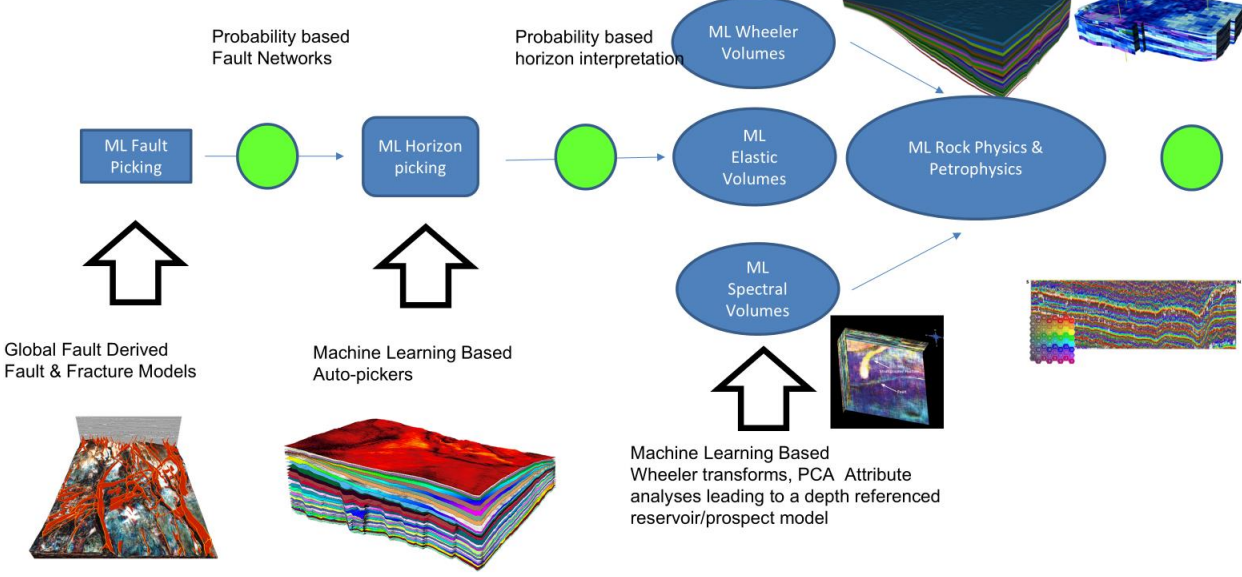 Probability based
Fault Networks
Probability based
horizon interpretation
ML Wheeler
Volumes
ML Fault
Picking
ML Horizon
picking
ML
Elastic
Volumes
ML Rock Physics &
Petrophysics
ML
Spectral
Volumes
Global Fault Derived
Fault & Fracture Models
Machine Learning Based
Auto-pickers
Machine Learning Based
Wheeler transforms, PCA Attribute
analyses leading to a depth referenced
reservoir/prospect model